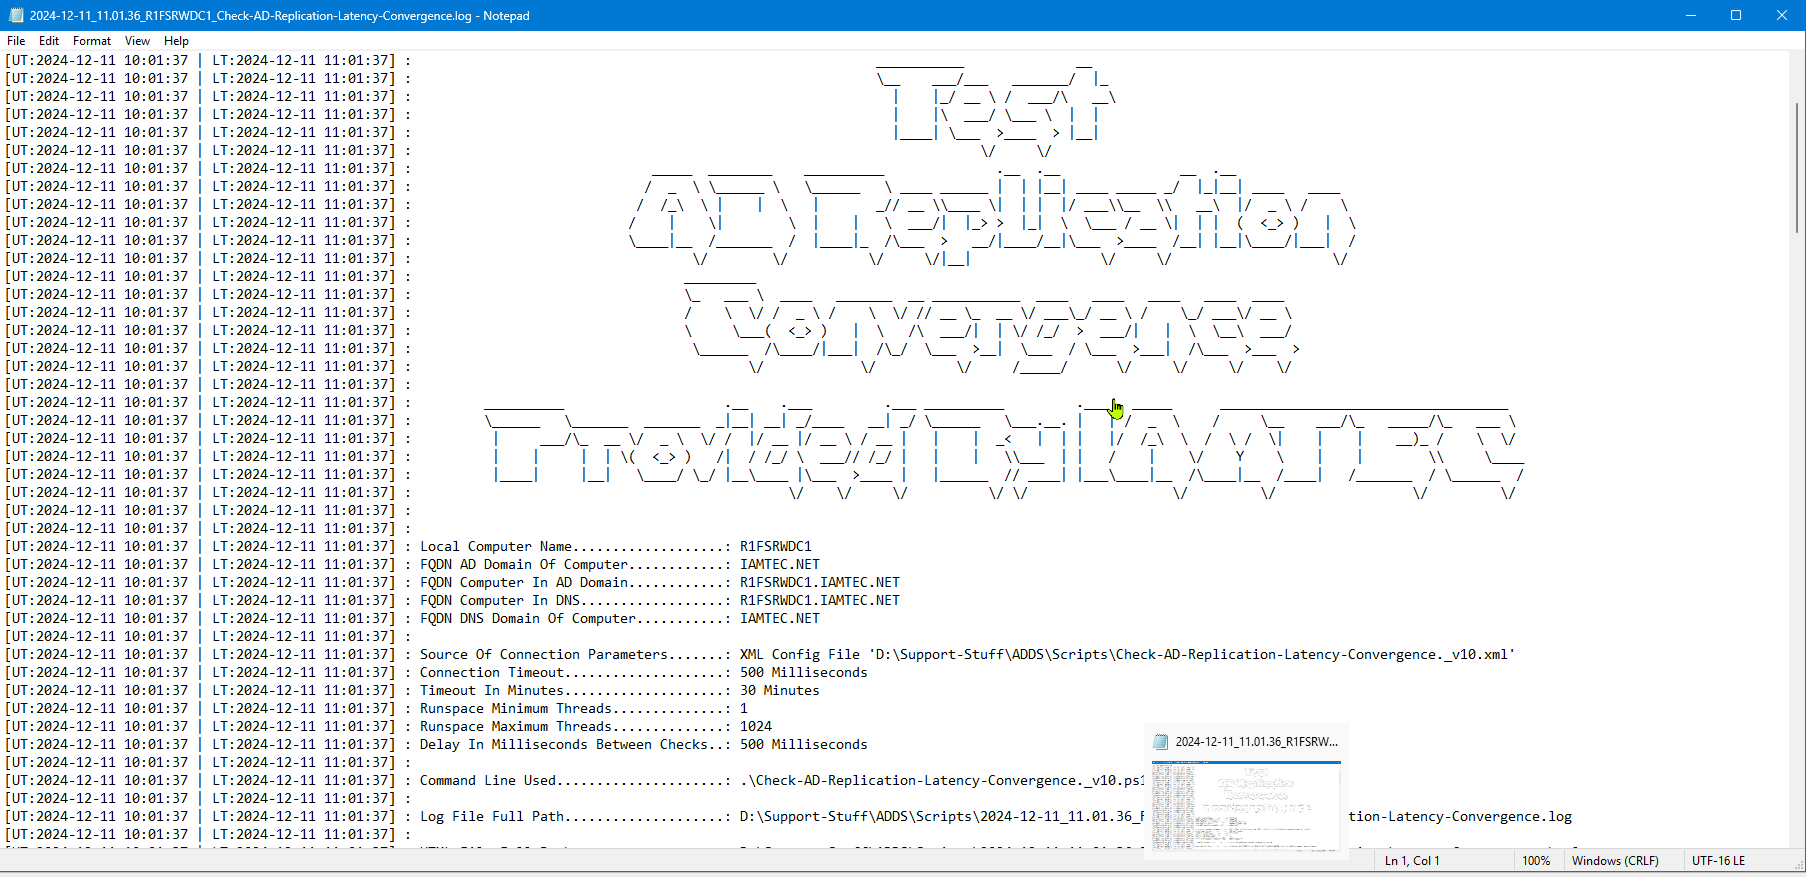 2024-12-11_11.01.36_R1FSRWDC1_Check-AD-Replication-Latency-Convergence.log - Notepad
File Edit Format View Help
[UT:2024-12-11 10:01:37 | LT:2024-12-11 11:01:37] :
[UT:2024-12-11 10:01:37 | LT:2024-12-11 11:01:37] :
[UT:2024-12-11 10:01:37 | LT:2024-12-11 11:01:37] : Test
[UT:2024-12-11 10:01:37 | LT:2024-12-11 11:01:37] :
[UT:2024-12-11 10:01:37 | LT:2024-12-11 11:01:37] :
[UT:2024-12-11 10:01:37 | LT:2024-12-11 11:01:37] :
[UT:2024-12-11 10:01:37 | LT:2024-12-11 11:01:37] :
[UT:2024-12-11 10:01:37 | LT:2024-12-11 11:01:37] :
[UT:2024-12-11 10:01:37 | LT:2024-12-11 11:01:37] : AD Replication
[UT:2024-12-11 10:01:37 | LT:2024-12-11 11:01:37] :
[UT:2024-12-11 10:01:37 | LT:2024-12-11 11:01:37] :
[UT:2024-12-11 10:01:37 | LT:2024-12-11 11:01:37] :
[UT:2024-12-11 10:01:37 | LT:2024-12-11 11:01:37] :
[UT:2024-12-11 10:01:37 | LT:2024-12-11 11:01:37] :
[UT:2024-12-11 10:01:37 | LT:2024-12-11 11:01:37] :
[UT:2024-12-11 10:01:37 | LT:2024-12-11 11:01:37] : Convergence
[UT:2024-12-11 10:01:37 | LT:2024-12-11 11:01:37] :
[UT:2024-12-11 10:01:37 | LT:2024-12-11 11:01:37] :
[UT:2024-12-11 10:01:37 | LT:2024-12-11 11:01:37] :
[UT:2024-12-11 10:01:37 | LT:2024-12-11 11:01:37] :
[UT:2024-12-11 10:01:37 | LT:2024-12-11 11:01:37] :
[UT:2024-12-11 10:01:37 | LT:2024-12-11 11:01:37] :
[UT:2024-12-11 10:01:37 | LT:2024-12-11 11:01:37] : Provided By IAMTEC
[UT:2024-12-11 10:01:37 | LT:2024-12-11 11:01:37] :
[UT:2024-12-11 10:01:37 | LT:2024-12-11 11:01:37] :
[UT:2024-12-11 10:01:37 | LT:2024-12-11 11:01:37] :
[UT:2024-12-11 10:01:37 | LT:2024-12-11 11:01:37] :
[UT:2024-12-11 10:01:37 | LT:2024-12-11 11:01:37] : Local Computer Name...................: R1FSRWDC1
[UT:2024-12-11 10:01:37 | LT:2024-12-11 11:01:37] : FQDN AD Domain Of Computer............: IAMTEC.NET
[UT:2024-12-11 10:01:37 | LT:2024-12-11 11:01:37] : FQDN Computer In AD Domain............: R1FSRWDC1.IAMTEC.NET
[UT:2024-12-11 10:01:37 | LT:2024-12-11 11:01:37] : FQDN Computer In DNS..................: R1FSRWDC1.IAMTEC.NET
[UT:2024-12-11 10:01:37 | LT:2024-12-11 11:01:37] : FQDN DNS Domain Of Computer...........: IAMTEC.NET
[UT:2024-12-11 10:01:37 | LT:2024-12-11 11:01:37] :
[UT:2024-12-11 10:01:37 | LT:2024-12-11 11:01:37] : Source Of Connection Parameters.......: XML Config File 'D:\Support-Stuff\ADDS\Scripts\Check-AD-Replication-Latency-Convergence._v10.xml'
[UT:2024-12-11 10:01:37 | LT:2024-12-11 11:01:37] : Connection Timeout....................: 500 Milliseconds
[UT:2024-12-11 10:01:37 | LT:2024-12-11 11:01:37] : Timeout In Minutes....................: 30 Minutes
[UT:2024-12-11 10:01:37 | LT:2024-12-11 11:01:37] : Runspace Minimum Threads..............: 1
[UT:2024-12-11 10:01:37 | LT:2024-12-11 11:01:37] : Runspace Maximum Threads..............: 1024
[UT:2024-12-11 10:01:37 | LT:2024-12-11 11:01:37] : Delay In Milliseconds Between Checks..: 500 Milliseconds
[UT:2024-12-11 10:01:37 | LT:2024-12-11 11:01:37] :
[UT:2024-12-11 10:01:37 | LT:2024-12-11 11:01:37] : Command Line Used.....................: .\Check-AD-Replication-Latency-Convergence._v10.ps1
[UT:2024-12-11 10:01:37 | LT:2024-12-11 11:01:37] :
[UT:2024-12-11 10:01:37 | LT:2024-12-11 11:01:37] : Log File Full Path....................: D:\Support-Stuff\ADDS\Scripts\2024-12-11_11.01.36_ tion-Latency-Convergence.log
[UT:2024-12-11 10:01:37 | LT:2024-12-11 11:01:37] :
2024-12-11_11.01.36_R1FSRW...
Ln 1, Col 1 100% Windows (CRLF) UTF-16 LE